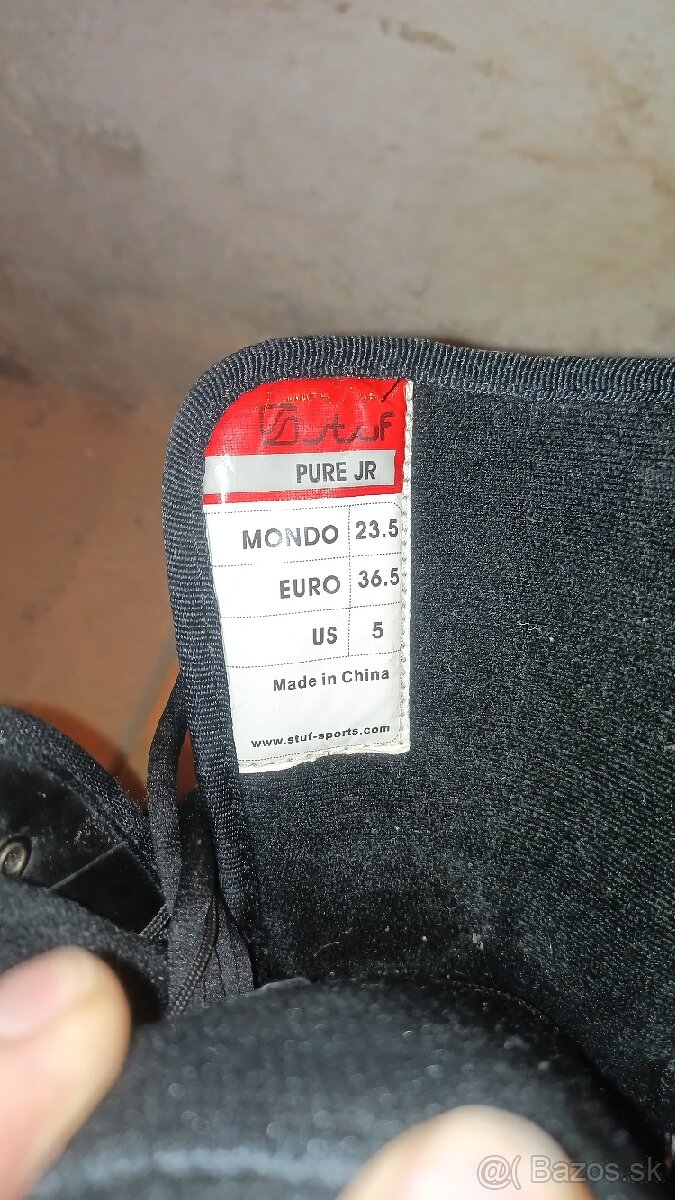 stuf
PURE JR
MONDO 23.5
EURO 36.5
US 5
Made in China
www.stuf-sports.com
@( Bazos.sk